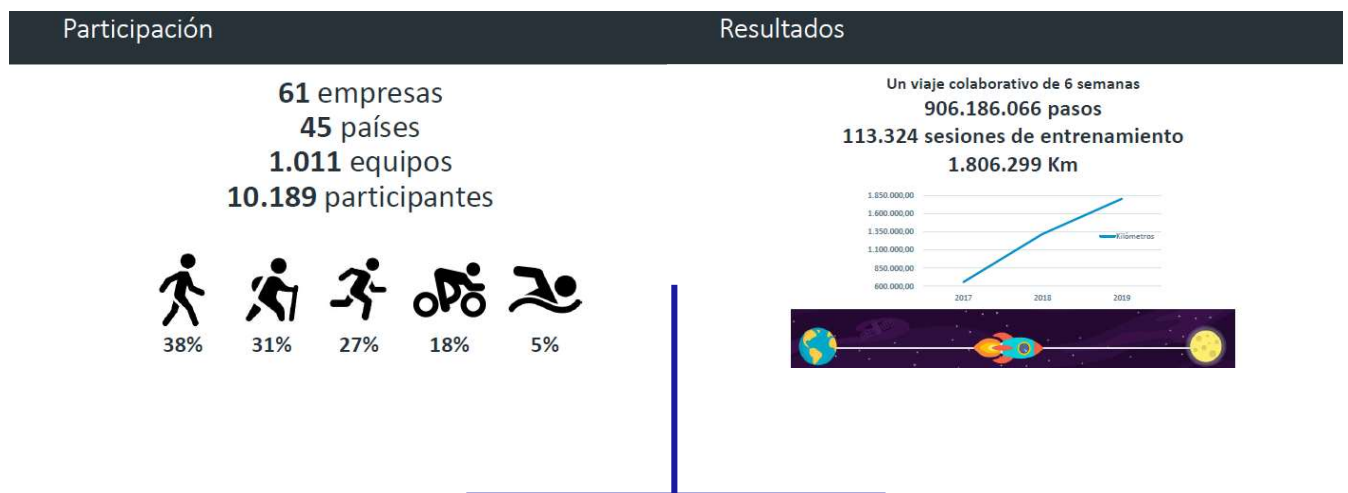 Participación
61 empresas
45 países
1.011 equipos
10.189 participantes
38% 31% 27% 18% 5%
Resultados
Un viaje colaborativo de 6 semanas
906.186.066 pasos
113.324 sesiones de entrenamiento
1.806.299 Km
1.850.000,00
1.600.000,00
1.350.000,00
1.100.000,00
850.000,00
600.000,00
Kilómetros
2017 2018 2019